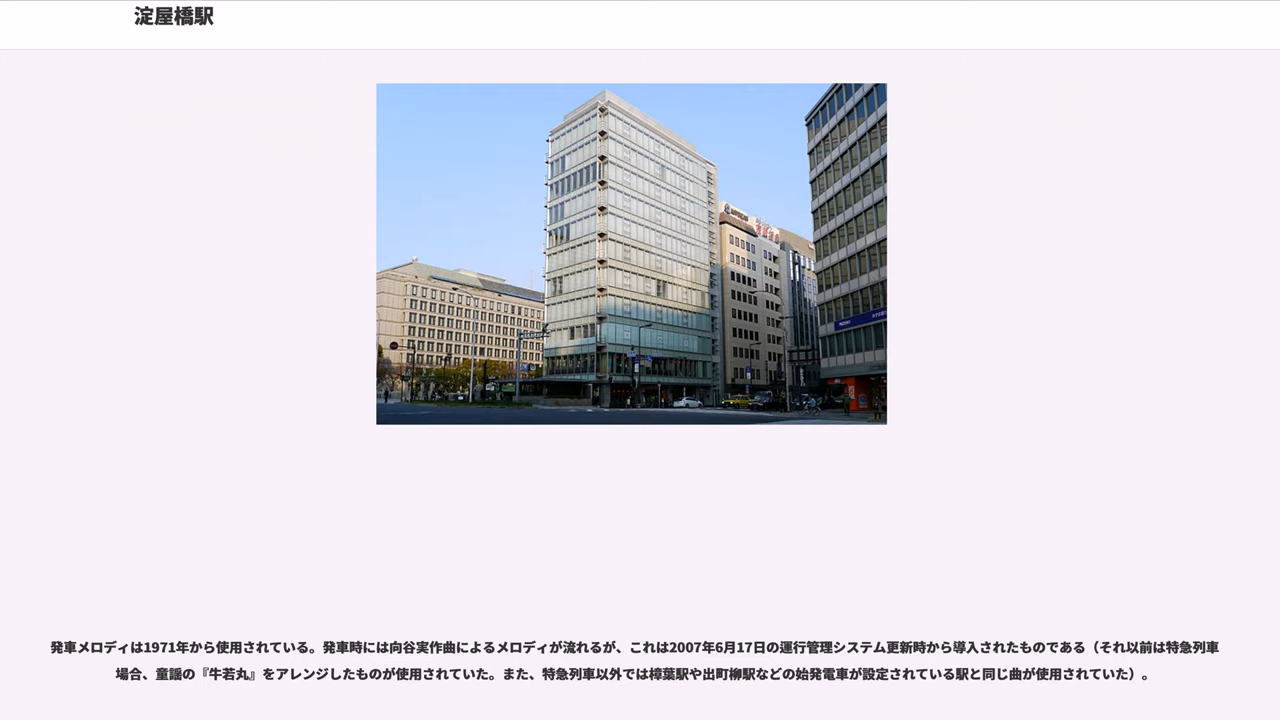 淀屋橋駅
発車メロディは1971年から使用されている。発車時には向谷実作曲によるメロディが流れるが、これは2007年6月17日の運行管理システム更新時から導入されたものである（それ以前は特急列車
場合、童謡の『牛若丸』をアレンジしたものが使用されていた。また、特急列車以外では樟葉駅や出町柳駅などの始発電車が設定されている駅と同じ曲が使用されていた）。